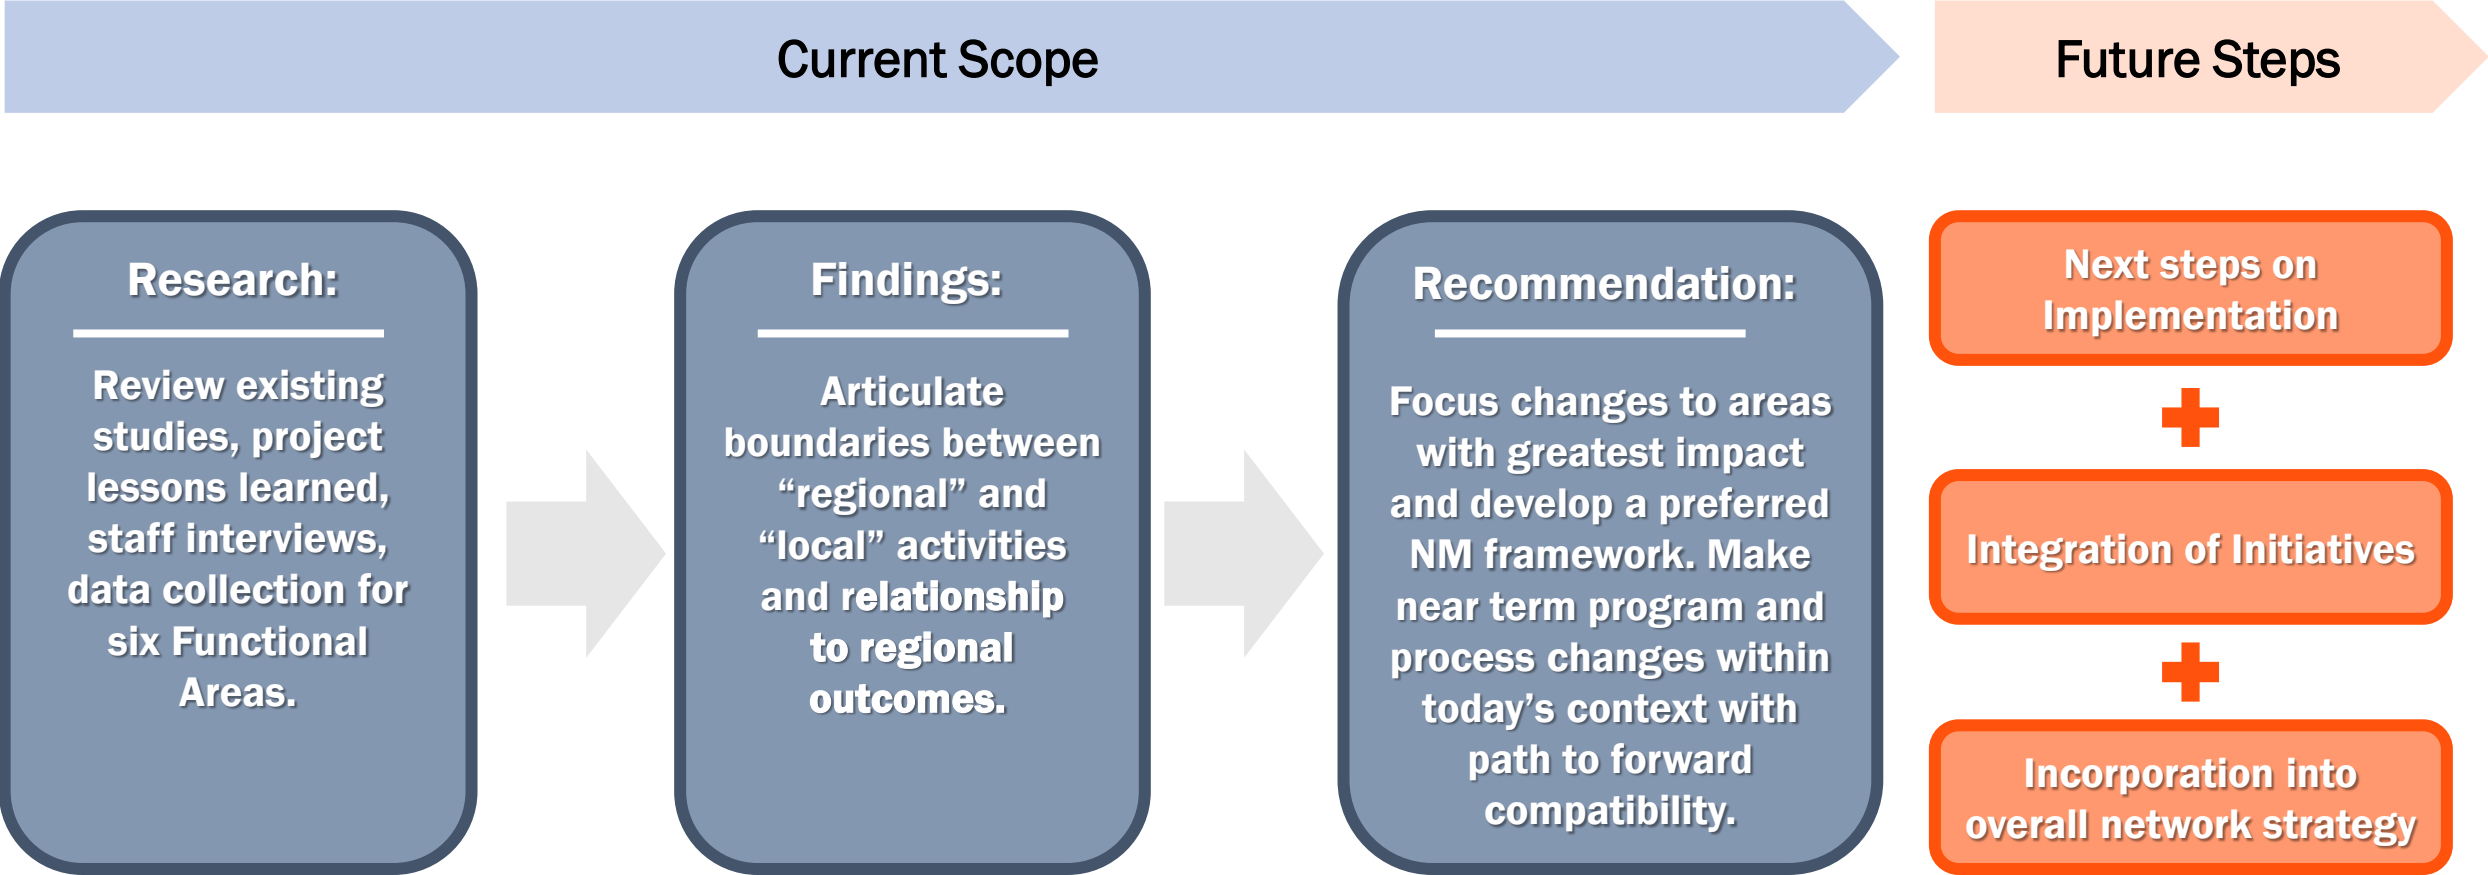 Current Scope
Future Steps
Research:
Review existing
studies, project
lessons learned,
staff interviews,
data collection for
six Functional
Areas.
Findings:
Articulate
boundaries between
“regional” and
“local” activities
and relationship
to regional
outcomes.
Recommendation:
Focus changes to areas
with greatest impact
and develop a preferred
NM framework. Make
near term program and
process changes within
today’s context with
path to forward
compatibility.
Next steps on
Implementation
Integration of Initiatives
Incorporation into
overall network strategy